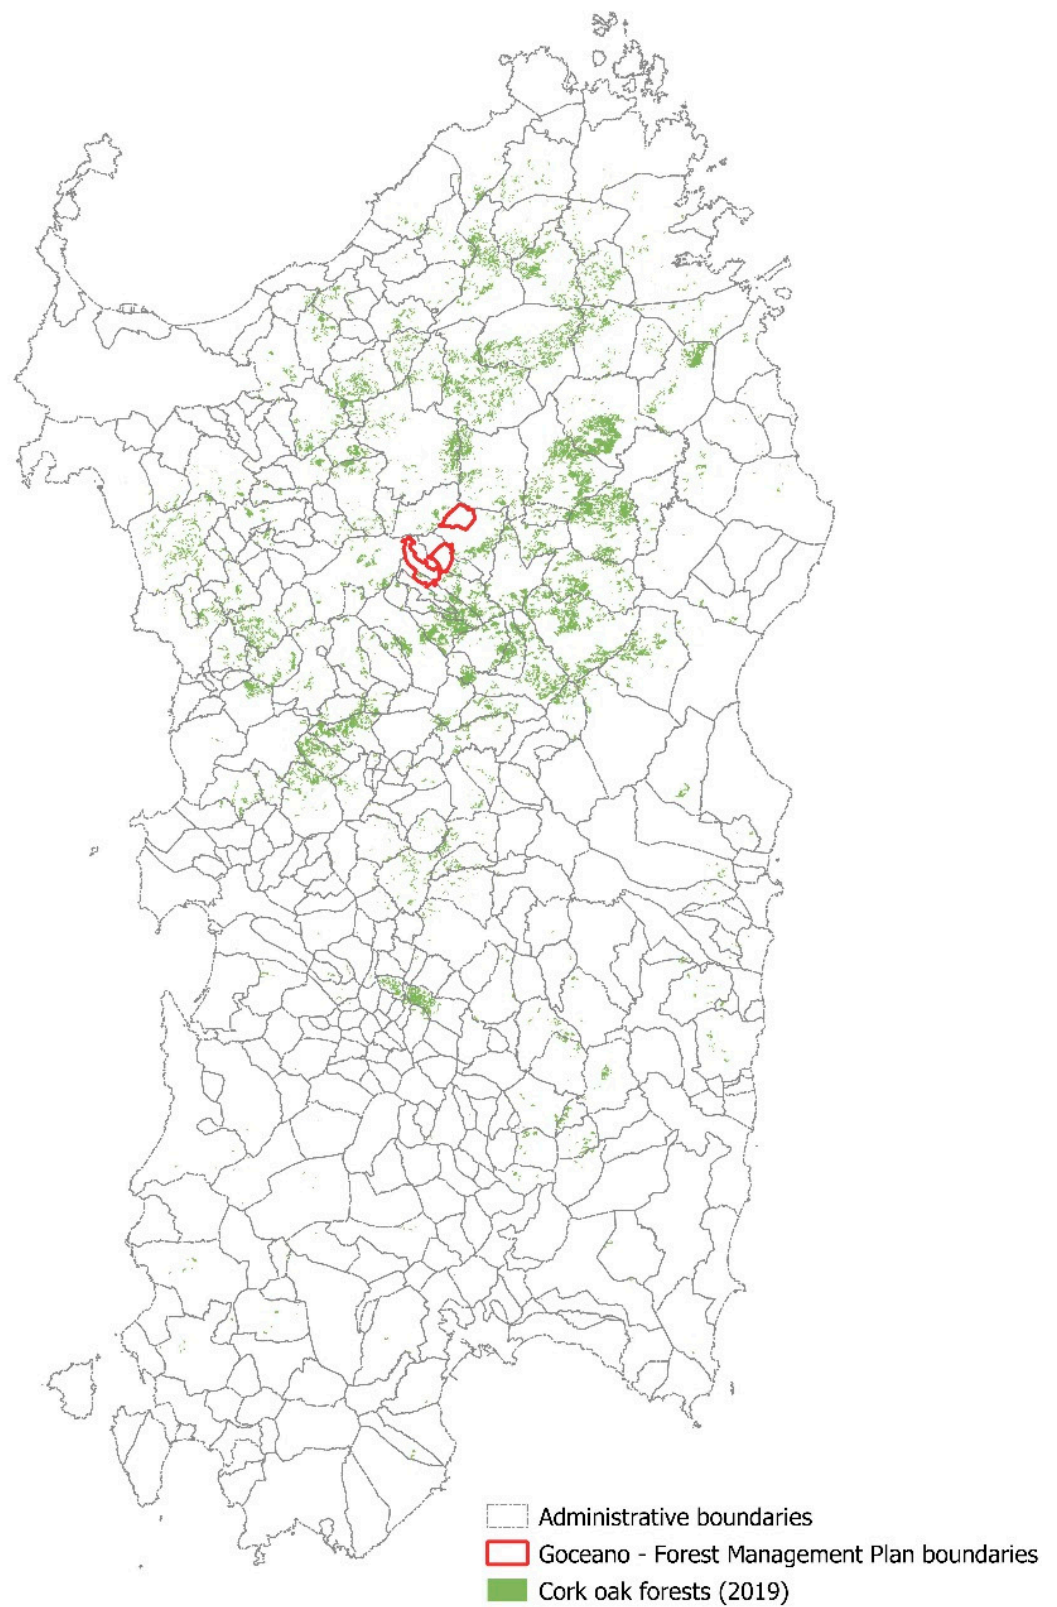 Administrative boundaries
Goceano - Forest Management Plan boundaries
Cork oak forests (2019)